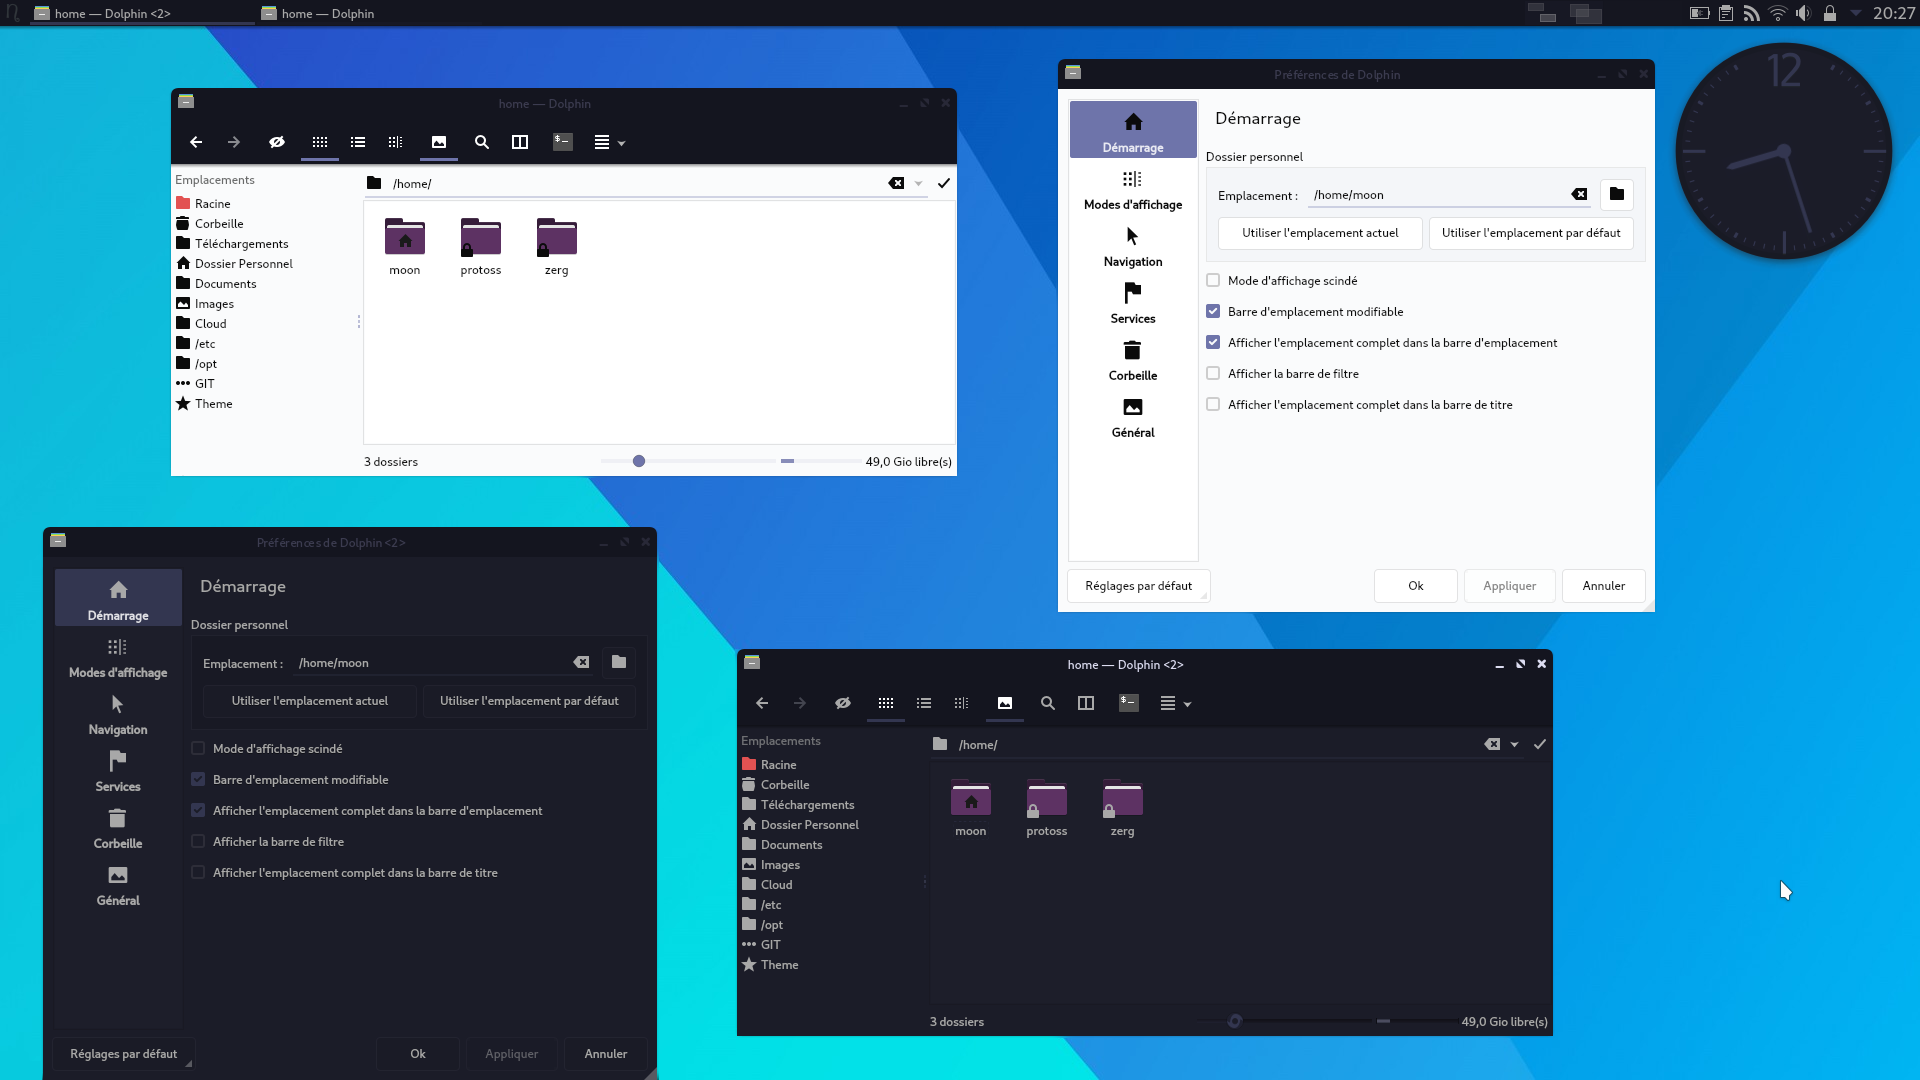 home — Dolphin <2>
home — Dolphin
20:27
home — Dolphin
Emplacements
/home/
Racine
Corbeille
Téléchargements
Dossier Personnel
Documents
Images
Cloud
/etc
/opt
GIT
Theme
moon protoss zerg
3 dossiers
49,0 Gio libre(s)
Préférences de Dolphin
Démarrage
Modes d'affichage
Navigation
Services
Corbeille
Général
Démarrage
Dossier personnel
Emplacement : /home/moon
Utiliser l'emplacement actuel
Utiliser l'emplacement par défaut
Mode d'affichage scindé
Barre d'emplacement modifiable
Afficher l'emplacement complet dans la barre d'emplacement
Afficher la barre de filtre
Afficher l'emplacement complet dans la barre de titre
Réglages par défaut
Ok
Appliquer
Annuler
12
Préférences de Dolphin <2>
Démarrage
Modes d'affichage
Navigation
Services
Corbeille
Général
Démarrage
Dossier personnel
Emplacement : /home/moon
Utiliser l'emplacement actuel
Utiliser l'emplacement par défaut
Mode d'affichage scindé
Barre d'emplacement modifiable
Afficher l'emplacement complet dans la barre d'emplacement
Afficher la barre de filtre
Afficher l'emplacement complet dans la barre de titre
Réglages par défaut
Ok
Appliquer
Annuler
home — Dolphin <2>
Emplacements
/home/
Racine
Corbeille
Téléchargements
Dossier Personnel
Documents
Images
Cloud
/etc
/opt
GIT
Theme
moon protoss zerg
3 dossiers
49,0 Gio libre(s)